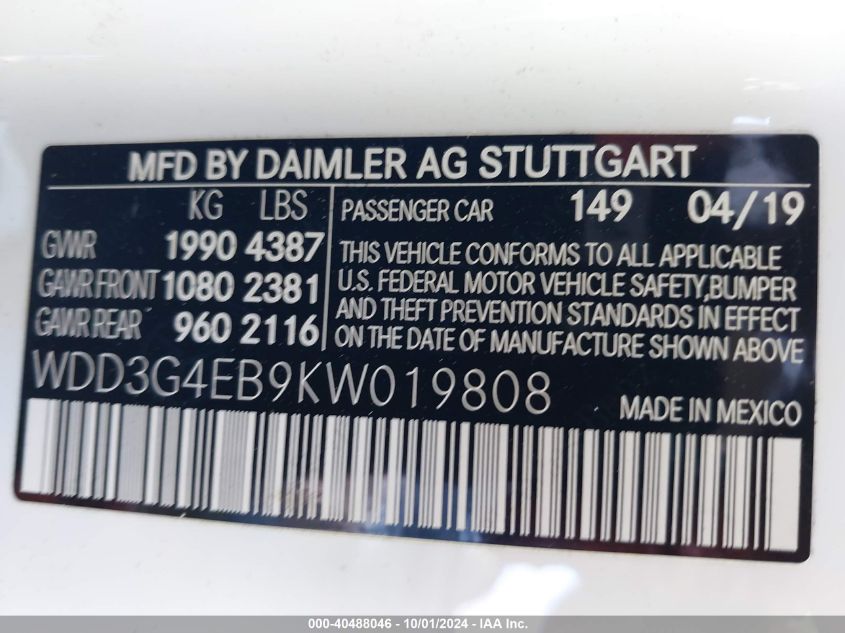 MFD BY DAIMLER AG STUTTGART
KG LBS
GVWR 1990 4387
GAWR FRONT 1080 2381
GAWR REAR 960 2116
PASSENGER CAR 149 04/19
THIS VEHICLE CONFORMS TO ALL APPLICABLE
U.S. FEDERAL MOTOR VEHICLE SAFETY,BUMPER
AND THEFT PREVENTION STANDARDS IN EFFECT
ON THE DATE OF MANUFACTURE SHOWN ABOVE
WDD3G4EB9KW019808
MADE IN MEXICO
000-40488046 - 10/01/2024 - IAA Inc.